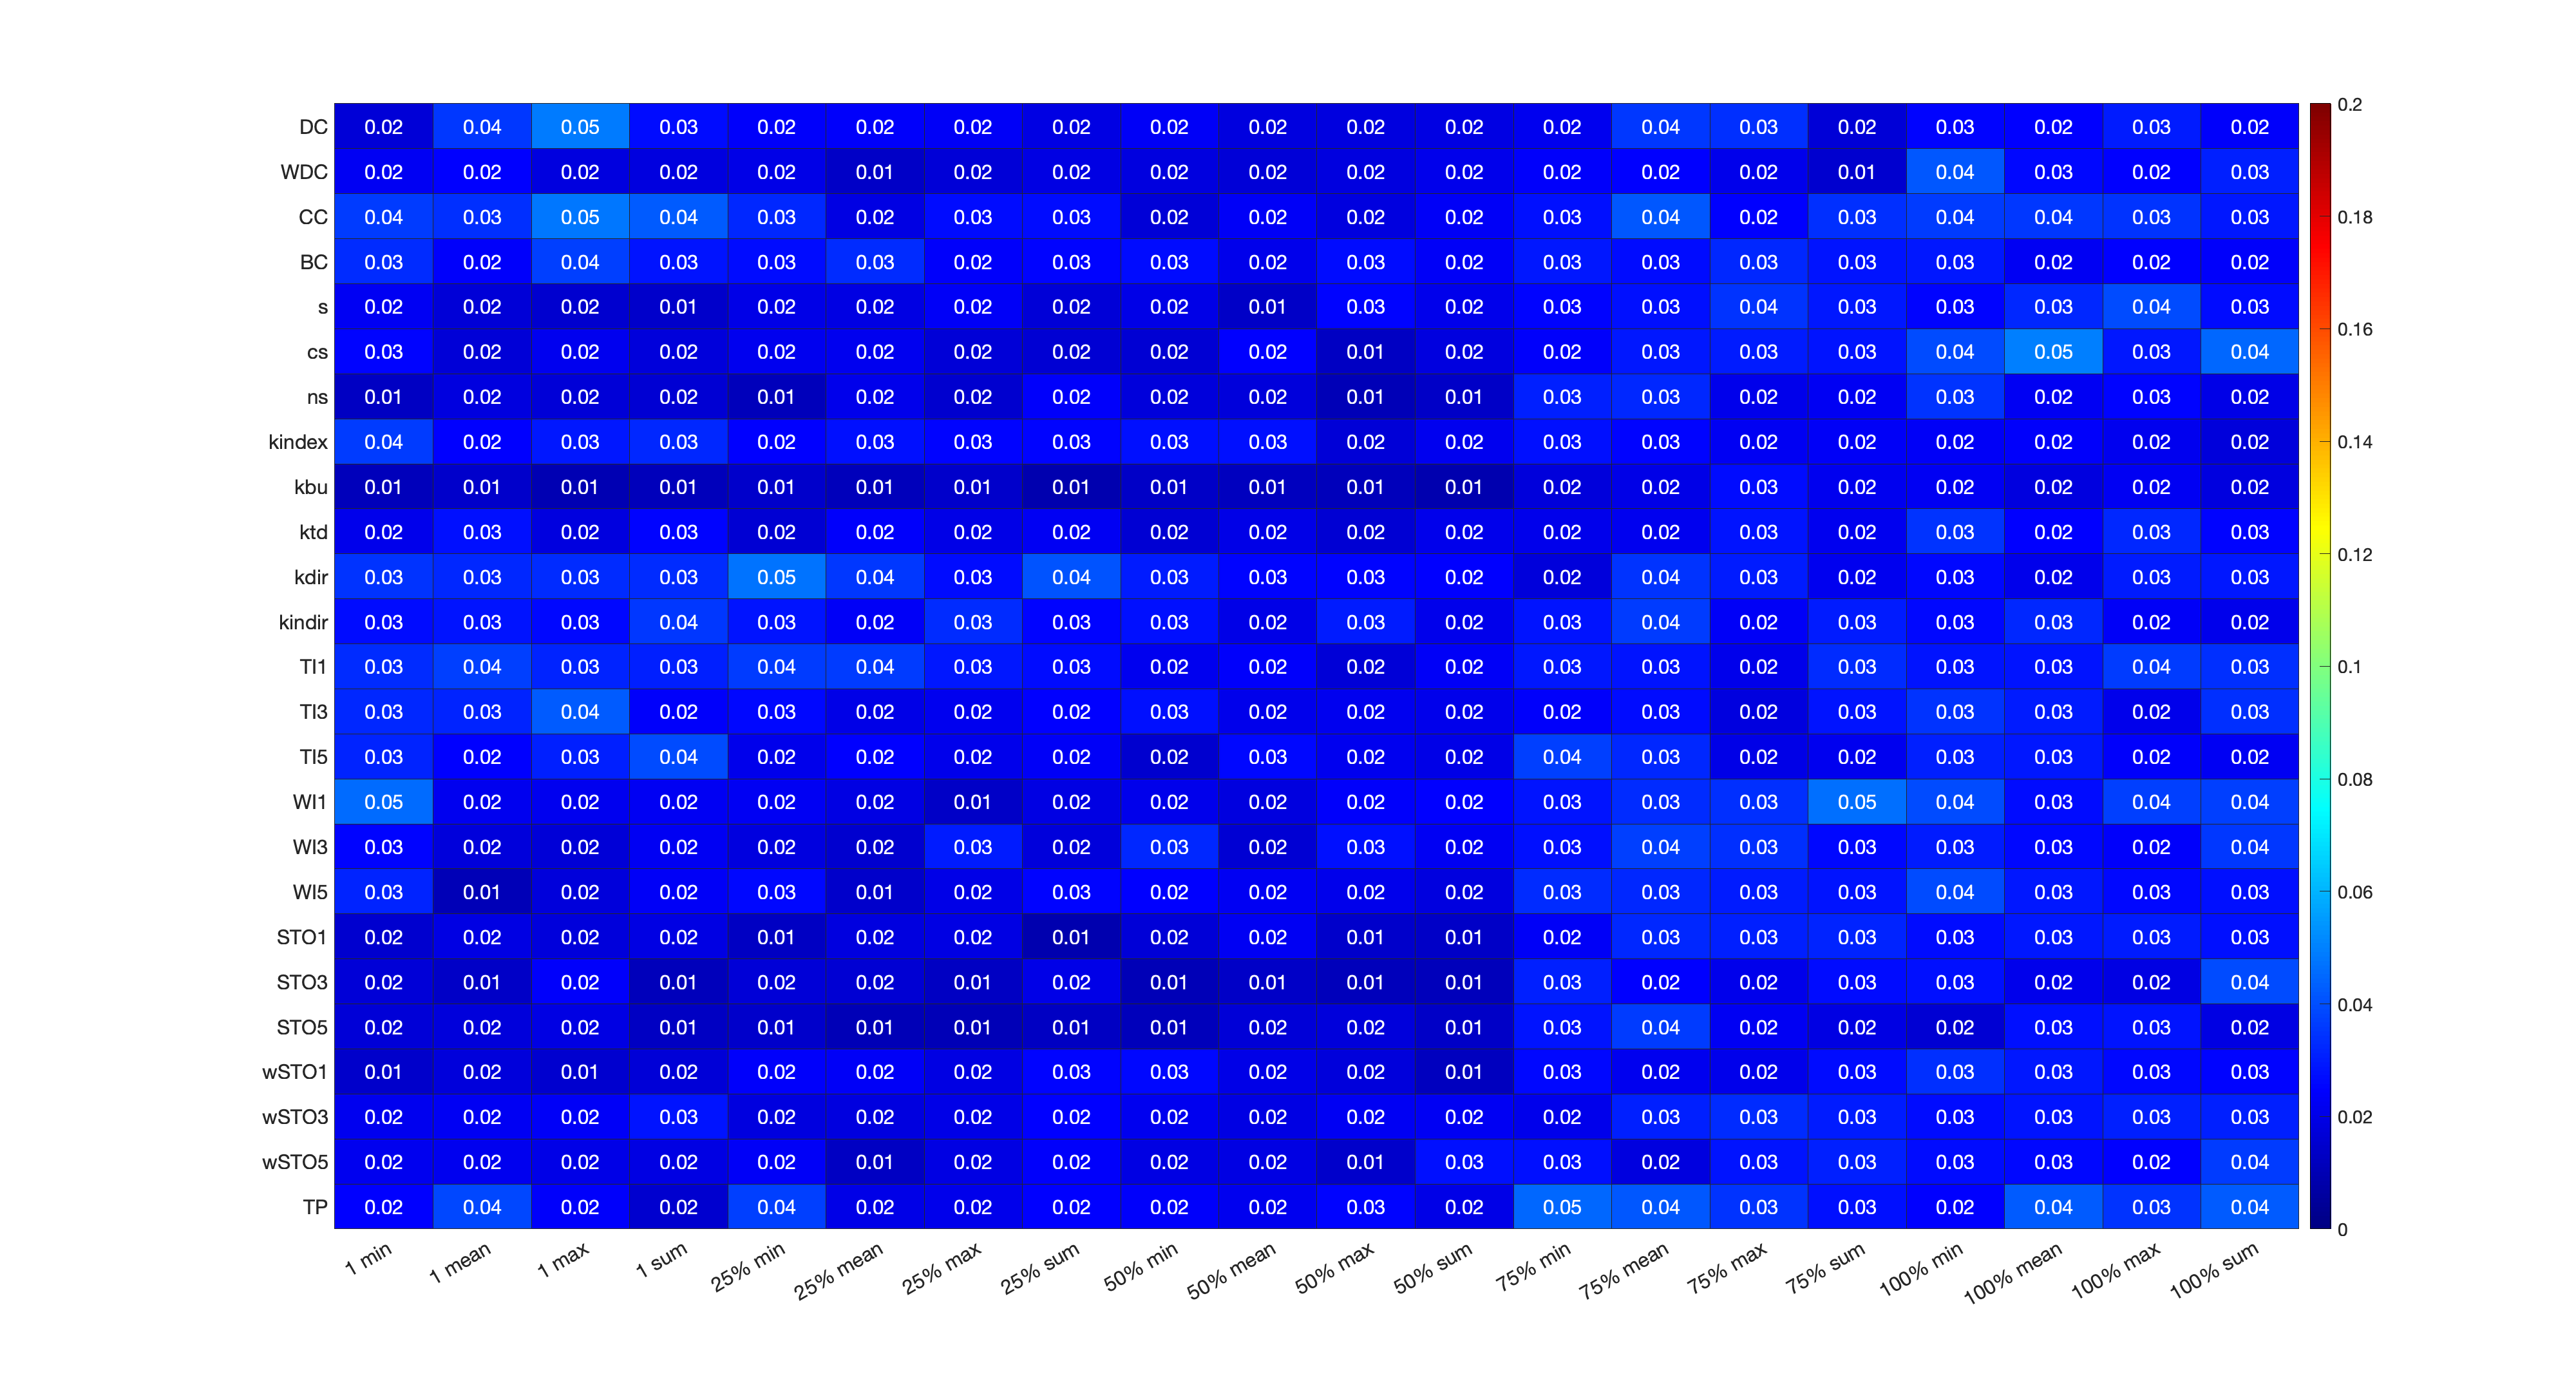 DC 0.02 0.04 0.05 0.03 0.02 0.02 0.02 0.02 0.02 0.02 0.02 0.02 0.02 0.04 0.03 0.02 0.03 0.02 0.03 0.02
WDC 0.02 0.02 0.02 0.02 0.02 0.01 0.02 0.02 0.02 0.02 0.02 0.02 0.02 0.02 0.02 0.01 0.04 0.03 0.02 0.03
CC 0.04 0.03 0.05 0.04 0.03 0.02 0.03 0.03 0.02 0.02 0.02 0.02 0.03 0.04 0.02 0.03 0.04 0.04 0.03 0.03
BC 0.03 0.02 0.04 0.03 0.03 0.03 0.02 0.03 0.03 0.02 0.03 0.02 0.03 0.03 0.03 0.03 0.03 0.02 0.02 0.02
s 0.02 0.02 0.02 0.01 0.02 0.02 0.02 0.02 0.02 0.01 0.03 0.02 0.03 0.03 0.04 0.03 0.03 0.03 0.04 0.03
cs 0.03 0.02 0.02 0.02 0.02 0.02 0.02 0.02 0.02 0.02 0.01 0.02 0.02 0.03 0.03 0.03 0.04 0.05 0.03 0.04
ns 0.01 0.02 0.02 0.02 0.01 0.02 0.02 0.02 0.02 0.02 0.01 0.01 0.03 0.03 0.02 0.02 0.03 0.02 0.03 0.02
kindex 0.04 0.02 0.03 0.03 0.02 0.03 0.03 0.03 0.03 0.03 0.02 0.02 0.03 0.03 0.02 0.02 0.02 0.02 0.02 0.02
kbu 0.01 0.01 0.01 0.01 0.01 0.01 0.01 0.01 0.01 0.01 0.01 0.01 0.02 0.02 0.03 0.02 0.02 0.02 0.02 0.02
ktd 0.02 0.03 0.02 0.03 0.02 0.02 0.02 0.02 0.02 0.02 0.02 0.02 0.02 0.02 0.03 0.02 0.03 0.02 0.03 0.03
kdir 0.03 0.03 0.03 0.03 0.05 0.04 0.03 0.04 0.03 0.03 0.03 0.02 0.02 0.04 0.03 0.02 0.03 0.02 0.03 0.03
kindir 0.03 0.03 0.03 0.04 0.03 0.02 0.03 0.03 0.03 0.02 0.03 0.02 0.03 0.04 0.02 0.03 0.03 0.03 0.02 0.02
TI1 0.03 0.04 0.03 0.03 0.04 0.04 0.03 0.03 0.02 0.02 0.02 0.02 0.03 0.03 0.02 0.03 0.03 0.03 0.04 0.03
TI3 0.03 0.03 0.04 0.02 0.03 0.02 0.02 0.02 0.03 0.02 0.02 0.02 0.02 0.03 0.02 0.03 0.03 0.03 0.02 0.03
TI5 0.03 0.02 0.03 0.04 0.02 0.02 0.02 0.02 0.02 0.03 0.02 0.02 0.04 0.03 0.02 0.02 0.03 0.03 0.02 0.02
WI1 0.05 0.02 0.02 0.02 0.02 0.02 0.01 0.02 0.02 0.02 0.02 0.02 0.03 0.03 0.03 0.05 0.04 0.03 0.04 0.04
WI3 0.03 0.02 0.02 0.02 0.02 0.02 0.03 0.02 0.03 0.02 0.03 0.02 0.03 0.04 0.03 0.03 0.03 0.03 0.02 0.04
WI5 0.03 0.01 0.02 0.02 0.03 0.01 0.02 0.03 0.02 0.02 0.02 0.02 0.03 0.03 0.03 0.03 0.04 0.03 0.03 0.03
STO1 0.02 0.02 0.02 0.02 0.01 0.02 0.02 0.01 0.02 0.02 0.01 0.01 0.02 0.03 0.03 0.03 0.03 0.03 0.03 0.03
STO3 0.02 0.01 0.02 0.01 0.02 0.02 0.01 0.02 0.01 0.01 0.01 0.01 0.03 0.02 0.02 0.03 0.03 0.02 0.02 0.04
STO5 0.02 0.02 0.02 0.01 0.01 0.01 0.01 0.01 0.01 0.02 0.02 0.01 0.03 0.04 0.02 0.02 0.02 0.03 0.03 0.02
wSTO1 0.01 0.02 0.01 0.02 0.02 0.02 0.02 0.03 0.03 0.02 0.02 0.01 0.03 0.02 0.02 0.03 0.03 0.03 0.03 0.03
wSTO3 0.02 0.02 0.02 0.03 0.02 0.02 0.02 0.02 0.02 0.02 0.02 0.02 0.02 0.03 0.03 0.03 0.03 0.03 0.03 0.03
wSTO5 0.02 0.02 0.02 0.02 0.02 0.01 0.02 0.02 0.02 0.02 0.01 0.03 0.03 0.02 0.03 0.03 0.03 0.03 0.02 0.04
TP 0.02 0.04 0.02 0.02 0.04 0.02 0.02 0.02 0.02 0.02 0.03 0.02 0.05 0.04 0.03 0.03 0.02 0.04 0.03 0.04
1 min 1 mean 1 max 1 sum 25% min 25% mean 25% max 25% sum 50% min 50% mean 50% max 50% sum 75% min 75% mean 75% max 75% sum 100% min 100% mean 100% max 100% sum
0.2
0.18
0.16
0.14
0.12
0.1
0.08
0.06
0.04
0.02
0